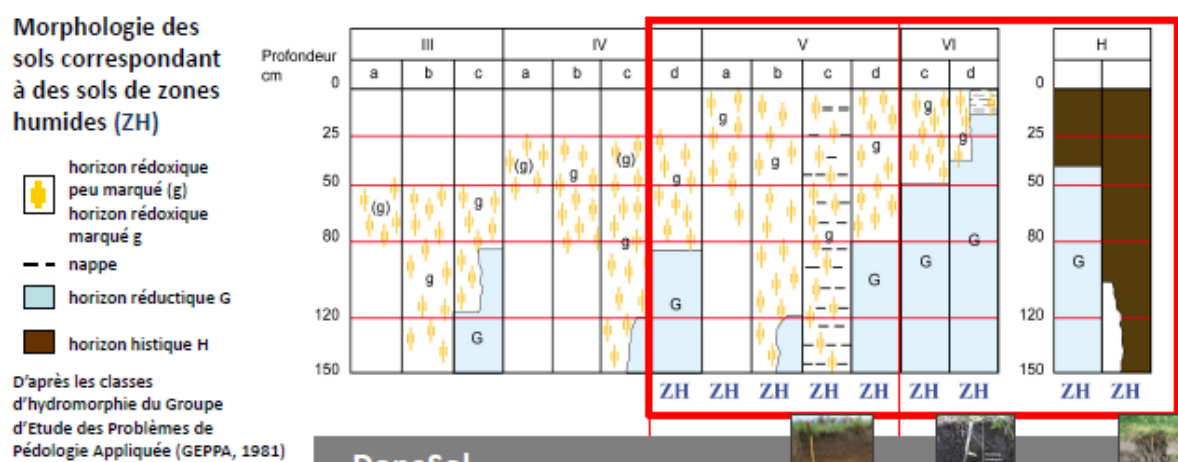 Morphologie des
sols correspondant
à des sols de zones
humides (ZH)
horizon rédoxique
peu marqué (g)
horizon rédoxique
marqué g
nappe
horizon réductique G
horizon histique H
D'après les classes
d'hydromorphie du Groupe
d'Etude des Problèmes de
Pédologie Appliquée (GEPPA, 1981)
Profondeur
cm
III IV V VI H
a b c a b c d a b c d c d
0 0
25 25
50 50
80 80
120 120
150 150
g g g
(g) (g) g g g g g
(g) g
g g g G
g G G G G
G
ZH ZH ZH ZH ZH ZH ZH ZH ZH